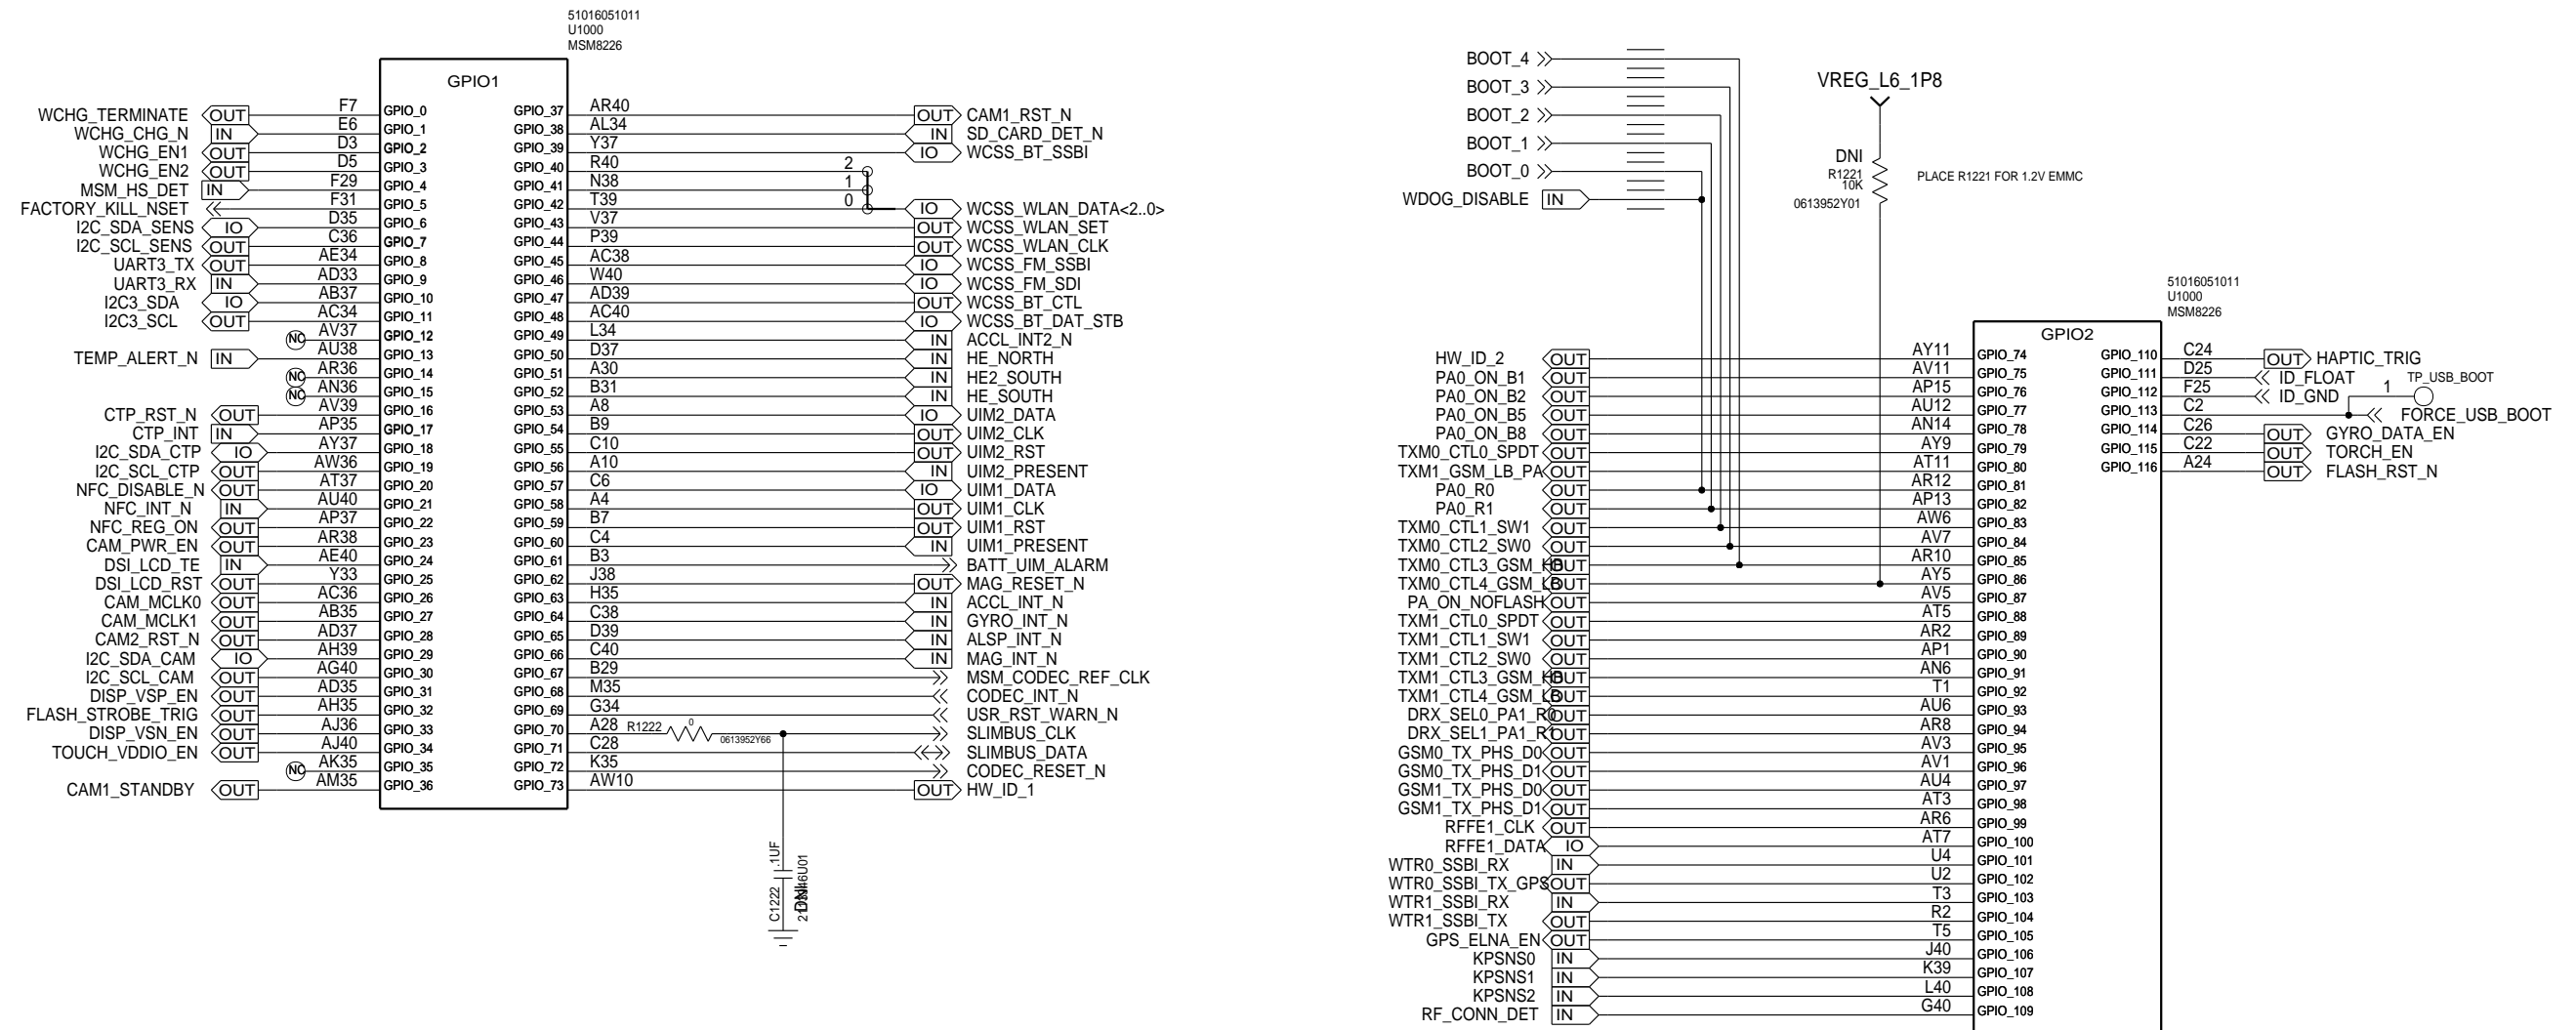 51016051011
U1000
MSM8226
GPIO1
WCHG_TERMINATE OUT F7 GPIO_0 GPIO_37 AR40 OUT CAM1_RST_N
WCHG_CHG_N IN E6 GPIO_1 GPIO_38 AL34 IN SD_CARD_DET_N
WCHG_EN1 OUT D3 GPIO_2 GPIO_39 Y37 IO WCSS_BT_SSBI
WCHG_EN2 OUT D5 GPIO_3 GPIO_40 R40 2
MSM_HS_DET IN F29 GPIO_4 GPIO_41 N38 1
FACTORY_KILL_NSET F31 GPIO_5 GPIO_42 T39 0 IO WCSS_WLAN_DATA<2..0>
I2C_SDA_SENS IO D35 GPIO_6 GPIO_43 V37 OUT WCSS_WLAN_SET
I2C_SCL_SENS OUT C36 GPIO_7 GPIO_44 P39 OUT WCSS_WLAN_CLK
UART3_TX OUT AE34 GPIO_8 GPIO_45 AC38 IO WCSS_FM_SSBI
UART3_RX IN AD33 GPIO_9 GPIO_46 W40 IO WCSS_FM_SDI
I2C3_SDA IO AB37 GPIO_10 GPIO_47 AD39 OUT WCSS_BT_CTL
I2C3_SCL OUT AC34 GPIO_11 GPIO_48 AC40 IO WCSS_BT_DAT_STB
NC AV37 GPIO_12 GPIO_49 L34 IN ACCL_INT2_N
TEMP_ALERT_N IN AU38 GPIO_13 GPIO_50 D37 IN HE_NORTH
NC AR36 GPIO_14 GPIO_51 A30 IN HE2_SOUTH
NC AN36 GPIO_15 GPIO_52 B31 IN HE_SOUTH
CTP_RST_N OUT AV39 GPIO_16 GPIO_53 A8 IO UIM2_DATA
CTP_INT IN AP35 GPIO_17 GPIO_54 B9 OUT UIM2_CLK
I2C_SDA_CTP IO AY37 GPIO_18 GPIO_55 C10 OUT UIM2_RST
I2C_SCL_CTP OUT AW36 GPIO_19 GPIO_56 A10 IN UIM2_PRESENT
NFC_DISABLE_N OUT AT37 GPIO_20 GPIO_57 C6 IO UIM1_DATA
NFC_INT_N IN AU40 GPIO_21 GPIO_58 A4 OUT UIM1_CLK
NFC_REG_ON OUT AP37 GPIO_22 GPIO_59 B7 OUT UIM1_RST
CAM_PWR_EN OUT AR38 GPIO_23 GPIO_60 C4 IN UIM1_PRESENT
DSI_LCD_TE IN AE40 GPIO_24 GPIO_61 B3 BATT_UIM_ALARM
DSI_LCD_RST OUT Y33 GPIO_25 GPIO_62 J38 OUT MAG_RESET_N
CAM_MCLK0 OUT AC36 GPIO_26 GPIO_63 H35 IN ACCL_INT_N
CAM_MCLK1 OUT AB35 GPIO_27 GPIO_64 C38 IN GYRO_INT_N
CAM2_RST_N OUT AD37 GPIO_28 GPIO_65 D39 IN ALSP_INT_N
I2C_SDA_CAM IO AH39 GPIO_29 GPIO_66 C40 IN MAG_INT_N
I2C_SCL_CAM OUT AG40 GPIO_30 GPIO_67 B29 MSM_CODEC_REF_CLK
DISP_VSP_EN OUT AD35 GPIO_31 GPIO_68 M35 CODEC_INT_N
FLASH_STROBE_TRIG OUT AH35 GPIO_32 GPIO_69 G34 USR_RST_WARN_N
DISP_VSN_EN OUT AJ36 GPIO_33 GPIO_70 A28 R1222 0 0613952Y66 SLIMBUS_CLK
TOUCH_VDDIO_EN OUT AJ40 GPIO_34 GPIO_71 C28 SLIMBUS_DATA
NC AK35 GPIO_35 GPIO_72 K35 CODEC_RESET_N
CAM1_STANDBY OUT AM35 GPIO_36 GPIO_73 AW10 OUT HW_ID_1
C1222 .1UF
DNI
BOOT_4
BOOT_3
BOOT_2
BOOT_1
BOOT_0
WDOG_DISABLE IN
VREG_L6_1P8
DNI
R1221
10K
0613952Y01
PLACE R1221 FOR 1.2V EMMC
51016051011
U1000
MSM8226
GPIO2
HW_ID_2 OUT AY11 GPIO_74 GPIO_110 C24 OUT HAPTIC_TRIG
PA0_ON_B1 OUT AV11 GPIO_75 GPIO_111 D25 ID_FLOAT TP_USB_BOOT
PA0_ON_B2 OUT AP15 GPIO_76 GPIO_112 F25 ID_GND 1
PA0_ON_B5 OUT AU12 GPIO_77 GPIO_113 C2 FORCE_USB_BOOT
PA0_ON_B8 OUT AN14 GPIO_78 GPIO_114 C26 OUT GYRO_DATA_EN
TXM0_CTL0_SPDT OUT AY9 GPIO_79 GPIO_115 C22 OUT TORCH_EN
TXM1_GSM_LB_PA OUT AT11 GPIO_80 GPIO_116 A24 OUT FLASH_RST_N
PA0_R0 OUT AR12 GPIO_81
PA0_R1 OUT AP13 GPIO_82
TXM0_CTL1_SW1 OUT AW6 GPIO_83
TXM0_CTL2_SW0 OUT AV7 GPIO_84
TXM0_CTL3_GSM_HB OUT AR10 GPIO_85
TXM0_CTL4_GSM_LB OUT AY5 GPIO_86
PA_ON_NOFLASH OUT AV5 GPIO_87
TXM1_CTL0_SPDT OUT AT5 GPIO_88
TXM1_CTL1_SW1 OUT AR2 GPIO_89
TXM1_CTL2_SW0 OUT AP1 GPIO_90
TXM1_CTL3_GSM_HB OUT AN6 GPIO_91
TXM1_CTL4_GSM_LB OUT T1 GPIO_92
DRX_SEL0_PA1_R0 OUT AU6 GPIO_93
DRX_SEL1_PA1_R1 OUT AR8 GPIO_94
GSM0_TX_PHS_D0 OUT AV3 GPIO_95
GSM0_TX_PHS_D1 OUT AV1 GPIO_96
GSM1_TX_PHS_D0 OUT AU4 GPIO_97
GSM1_TX_PHS_D1 OUT AT3 GPIO_98
RFFE1_CLK OUT AR6 GPIO_99
RFFE1_DATA IO AT7 GPIO_100
WTR0_SSBI_RX IN U4 GPIO_101
WTR0_SSBI_TX_GPS OUT U2 GPIO_102
WTR1_SSBI_RX IN T3 GPIO_103
WTR1_SSBI_TX OUT R2 GPIO_104
GPS_ELNA_EN OUT T5 GPIO_105
KPSNS0 IN J40 GPIO_106
KPSNS1 IN K39 GPIO_107
KPSNS2 IN L40 GPIO_108
RF_CONN_DET IN G40 GPIO_109